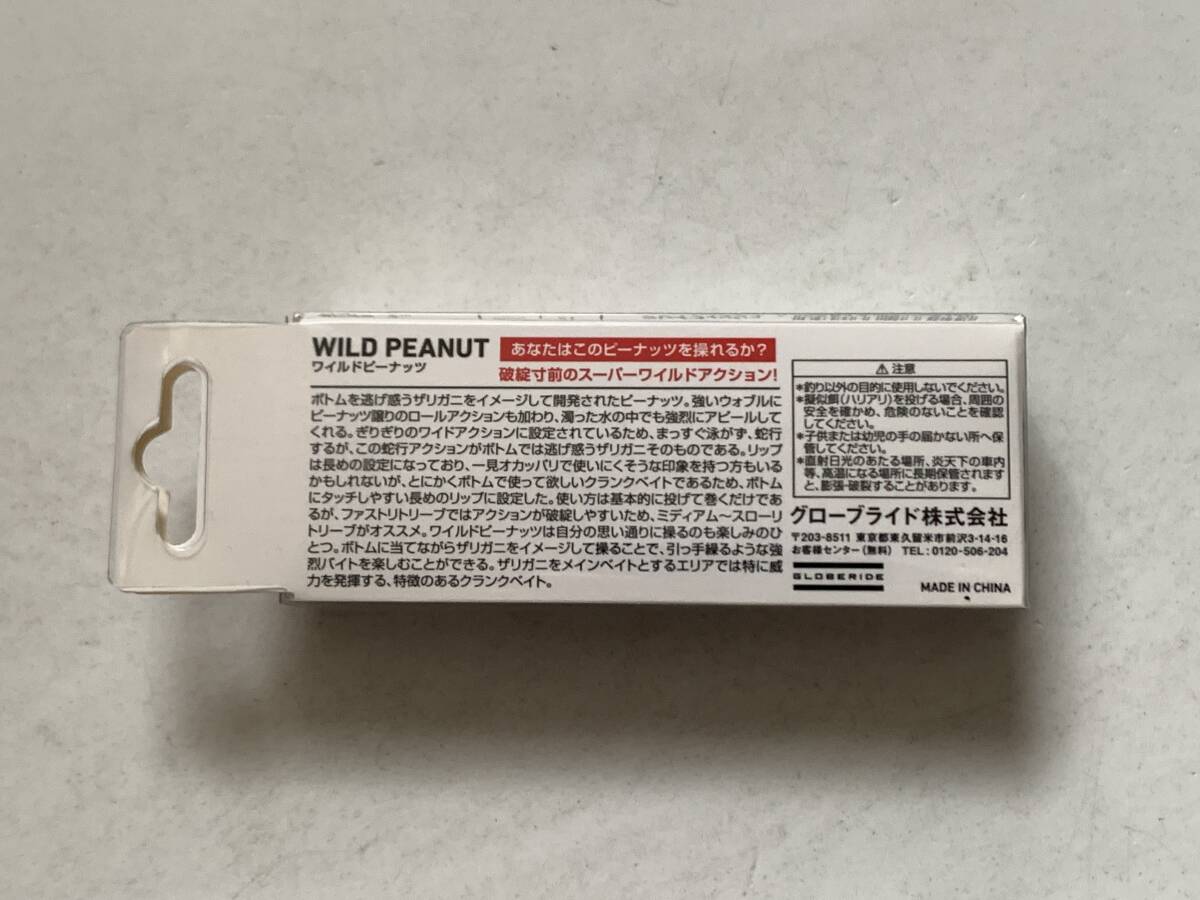 WILD PEANUT
ワイルドピーナッツ
あなたはこのピーナッツを操れるか?
破綻寸前のスーパーワイルドアクション!
ボトムを逃げ惑うザリガニをイメージして開発されたピーナッツ。強いウォブルに
ピーナッツ譲りのロールアクションも加わり、濁った水の中でも強烈にアピールして
くれる。ぎりぎりのワイドアクションに設定されているため、まっすぐ泳がず、蛇行
するが、この蛇行アクションがボトムでは逃げ惑うザリガニそのものである。リップ
は長めの設定になっており、一見オカッパリで使いにくそうな印象を持つ方もいる
かもしれないが、とにかくボトムで使って欲しいクランクベイトであるため、ボトム
にタッチしやすい長めのリップに設定した。使い方は基本的に投げて巻くだけであ
るが、ファストリトリーブではアクションが破綻しやすいため、ミディアム〜スローリ
トリーブがオススメ。ワイルドピーナッツは自分の思い通りに操るのも楽しみのひ
とつ。ボトムに当てながらザリガニをイメージして操ることで、引っ手繰るような強
烈バイトを楽しむことができる。ザリガニをメインベイトとするエリアでは特に威
力を発揮する、特徴のあるクランクベイト。
⚠注意
*釣り以外の目的に使用しないでください。
*擬似餌(ハリアリ)を投げる場合、周囲の
安全を確かめ、危険のないことを確認
してください。
*子供または幼児の手の届かない所へ保
管してください。
*直射日光のあたる場所、炎天下の車内
等、高温になる場所に長期保管されます
と、膨張・破裂することがあります。
グローブライド株式会社
〒203-8511 東京都東久留米市前沢3-14-16
お客様センター(無料) TEL:0120-506-204
GLOBERIDE
MADE IN CHINA